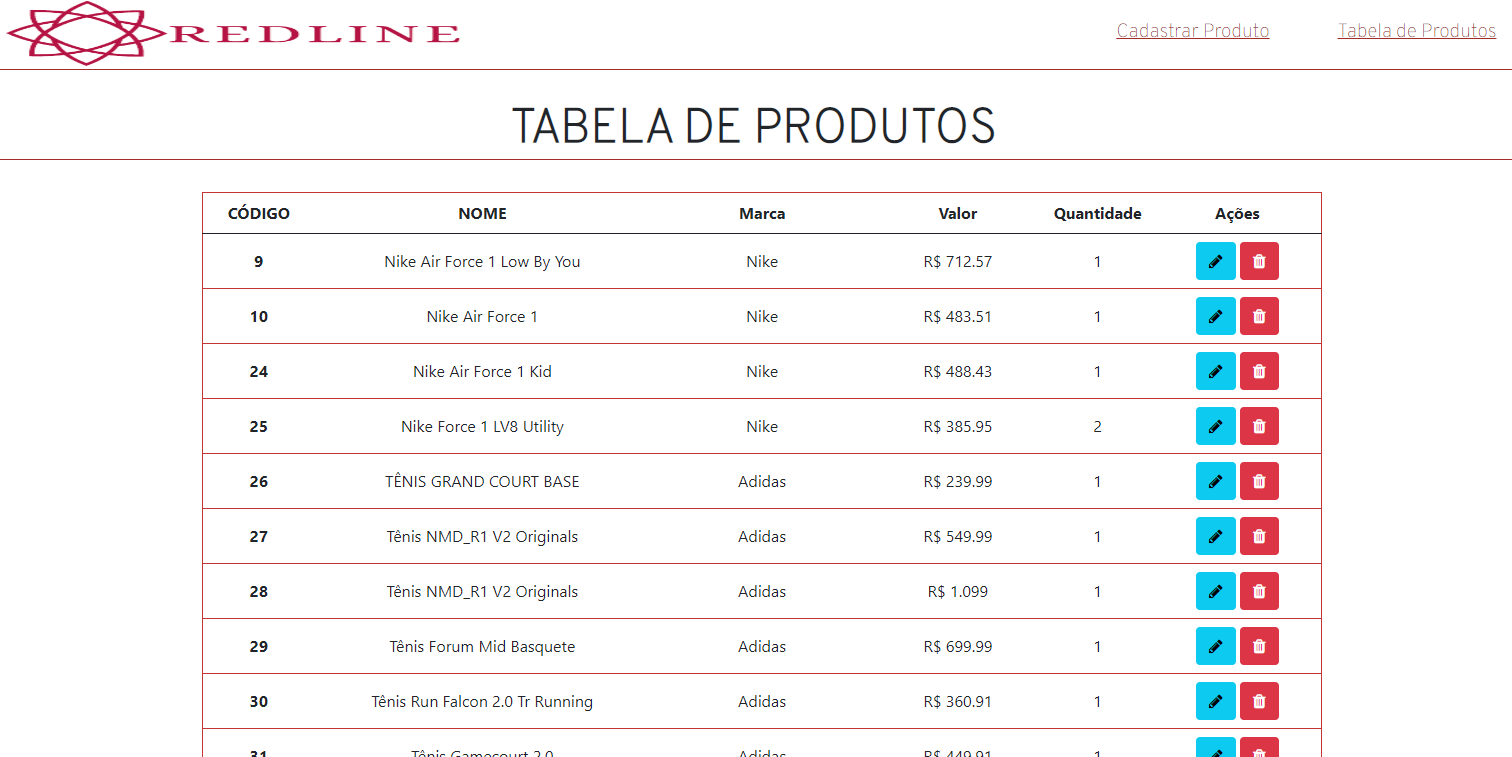 REDLINE Cadastrar Produto Tabela de Produtos
TABELA DE PRODUTOS
CÓDIGO NOME Marca Valor Quantidade Ações
9 Nike Air Force 1 Low By You Nike R$ 712.57 1
10 Nike Air Force 1 Nike R$ 483.51 1
24 Nike Air Force 1 Kid Nike R$ 488.43 1
25 Nike Force 1 LV8 Utility Nike R$ 385.95 2
26 TÊNIS GRAND COURT BASE Adidas R$ 239.99 1
27 Tênis NMD_R1 V2 Originals Adidas R$ 549.99 1
28 Tênis NMD_R1 V2 Originals Adidas R$ 1.099 1
29 Tênis Forum Mid Basquete Adidas R$ 699.99 1
30 Tênis Run Falcon 2.0 Tr Running Adidas R$ 360.91 1
31 Tênis Gamecourt 2.0 Adidas R$ 449.91 1